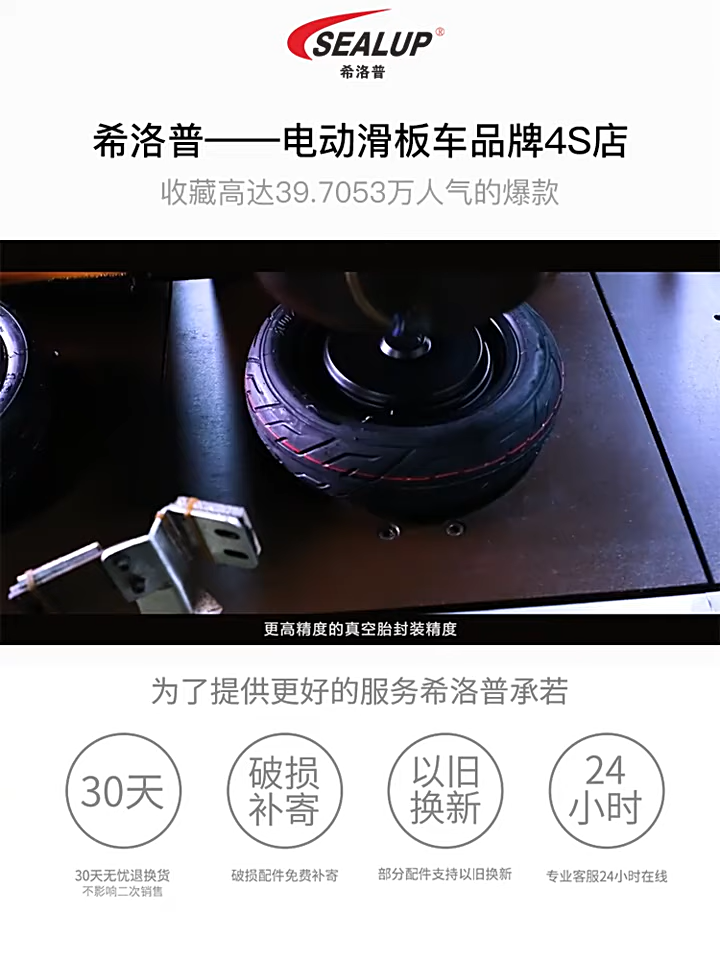 SEALUP®
希洛普
希洛普——电动滑板车品牌4S店
收藏高达39.7053万人气的爆款
更高精度的真空胎封装精度
为了提供更好的服务希洛普承若
30天
破损
补寄
以旧
换新
24
小时
30天无忧退换货
不影响二次销售
破损配件免费补寄
部分配件支持以旧换新
专业客服24小时在线